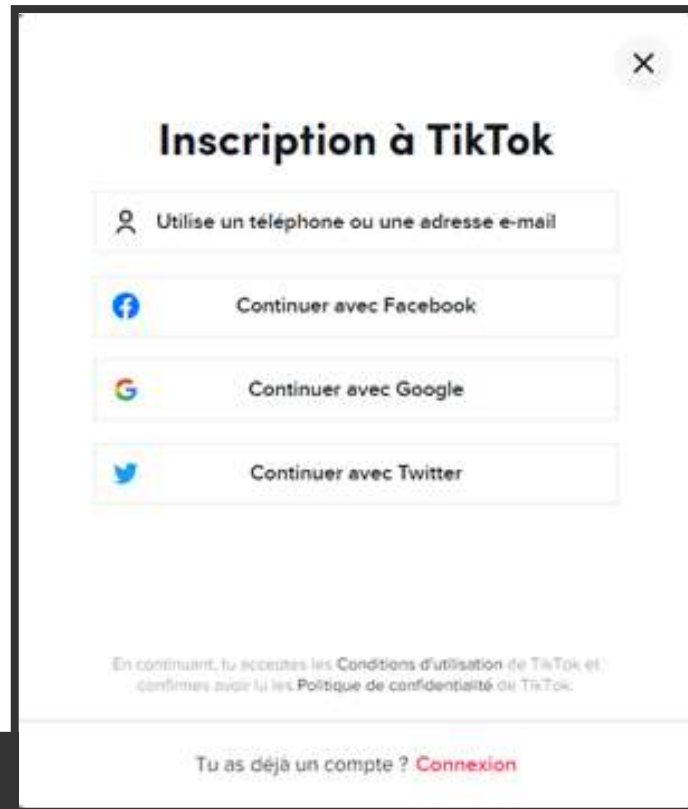 Inscription à TikTok
Utilise un téléphone ou une adresse e-mail
Continuer avec Facebook
Continuer avec Google
Continuer avec Twitter
En continuant, tu acceptes les Conditions d'utilisation de TikTok et
confirmes avoir lu les Politique de confidentialité de TikTok.
Tu as déjà un compte ? Connexion